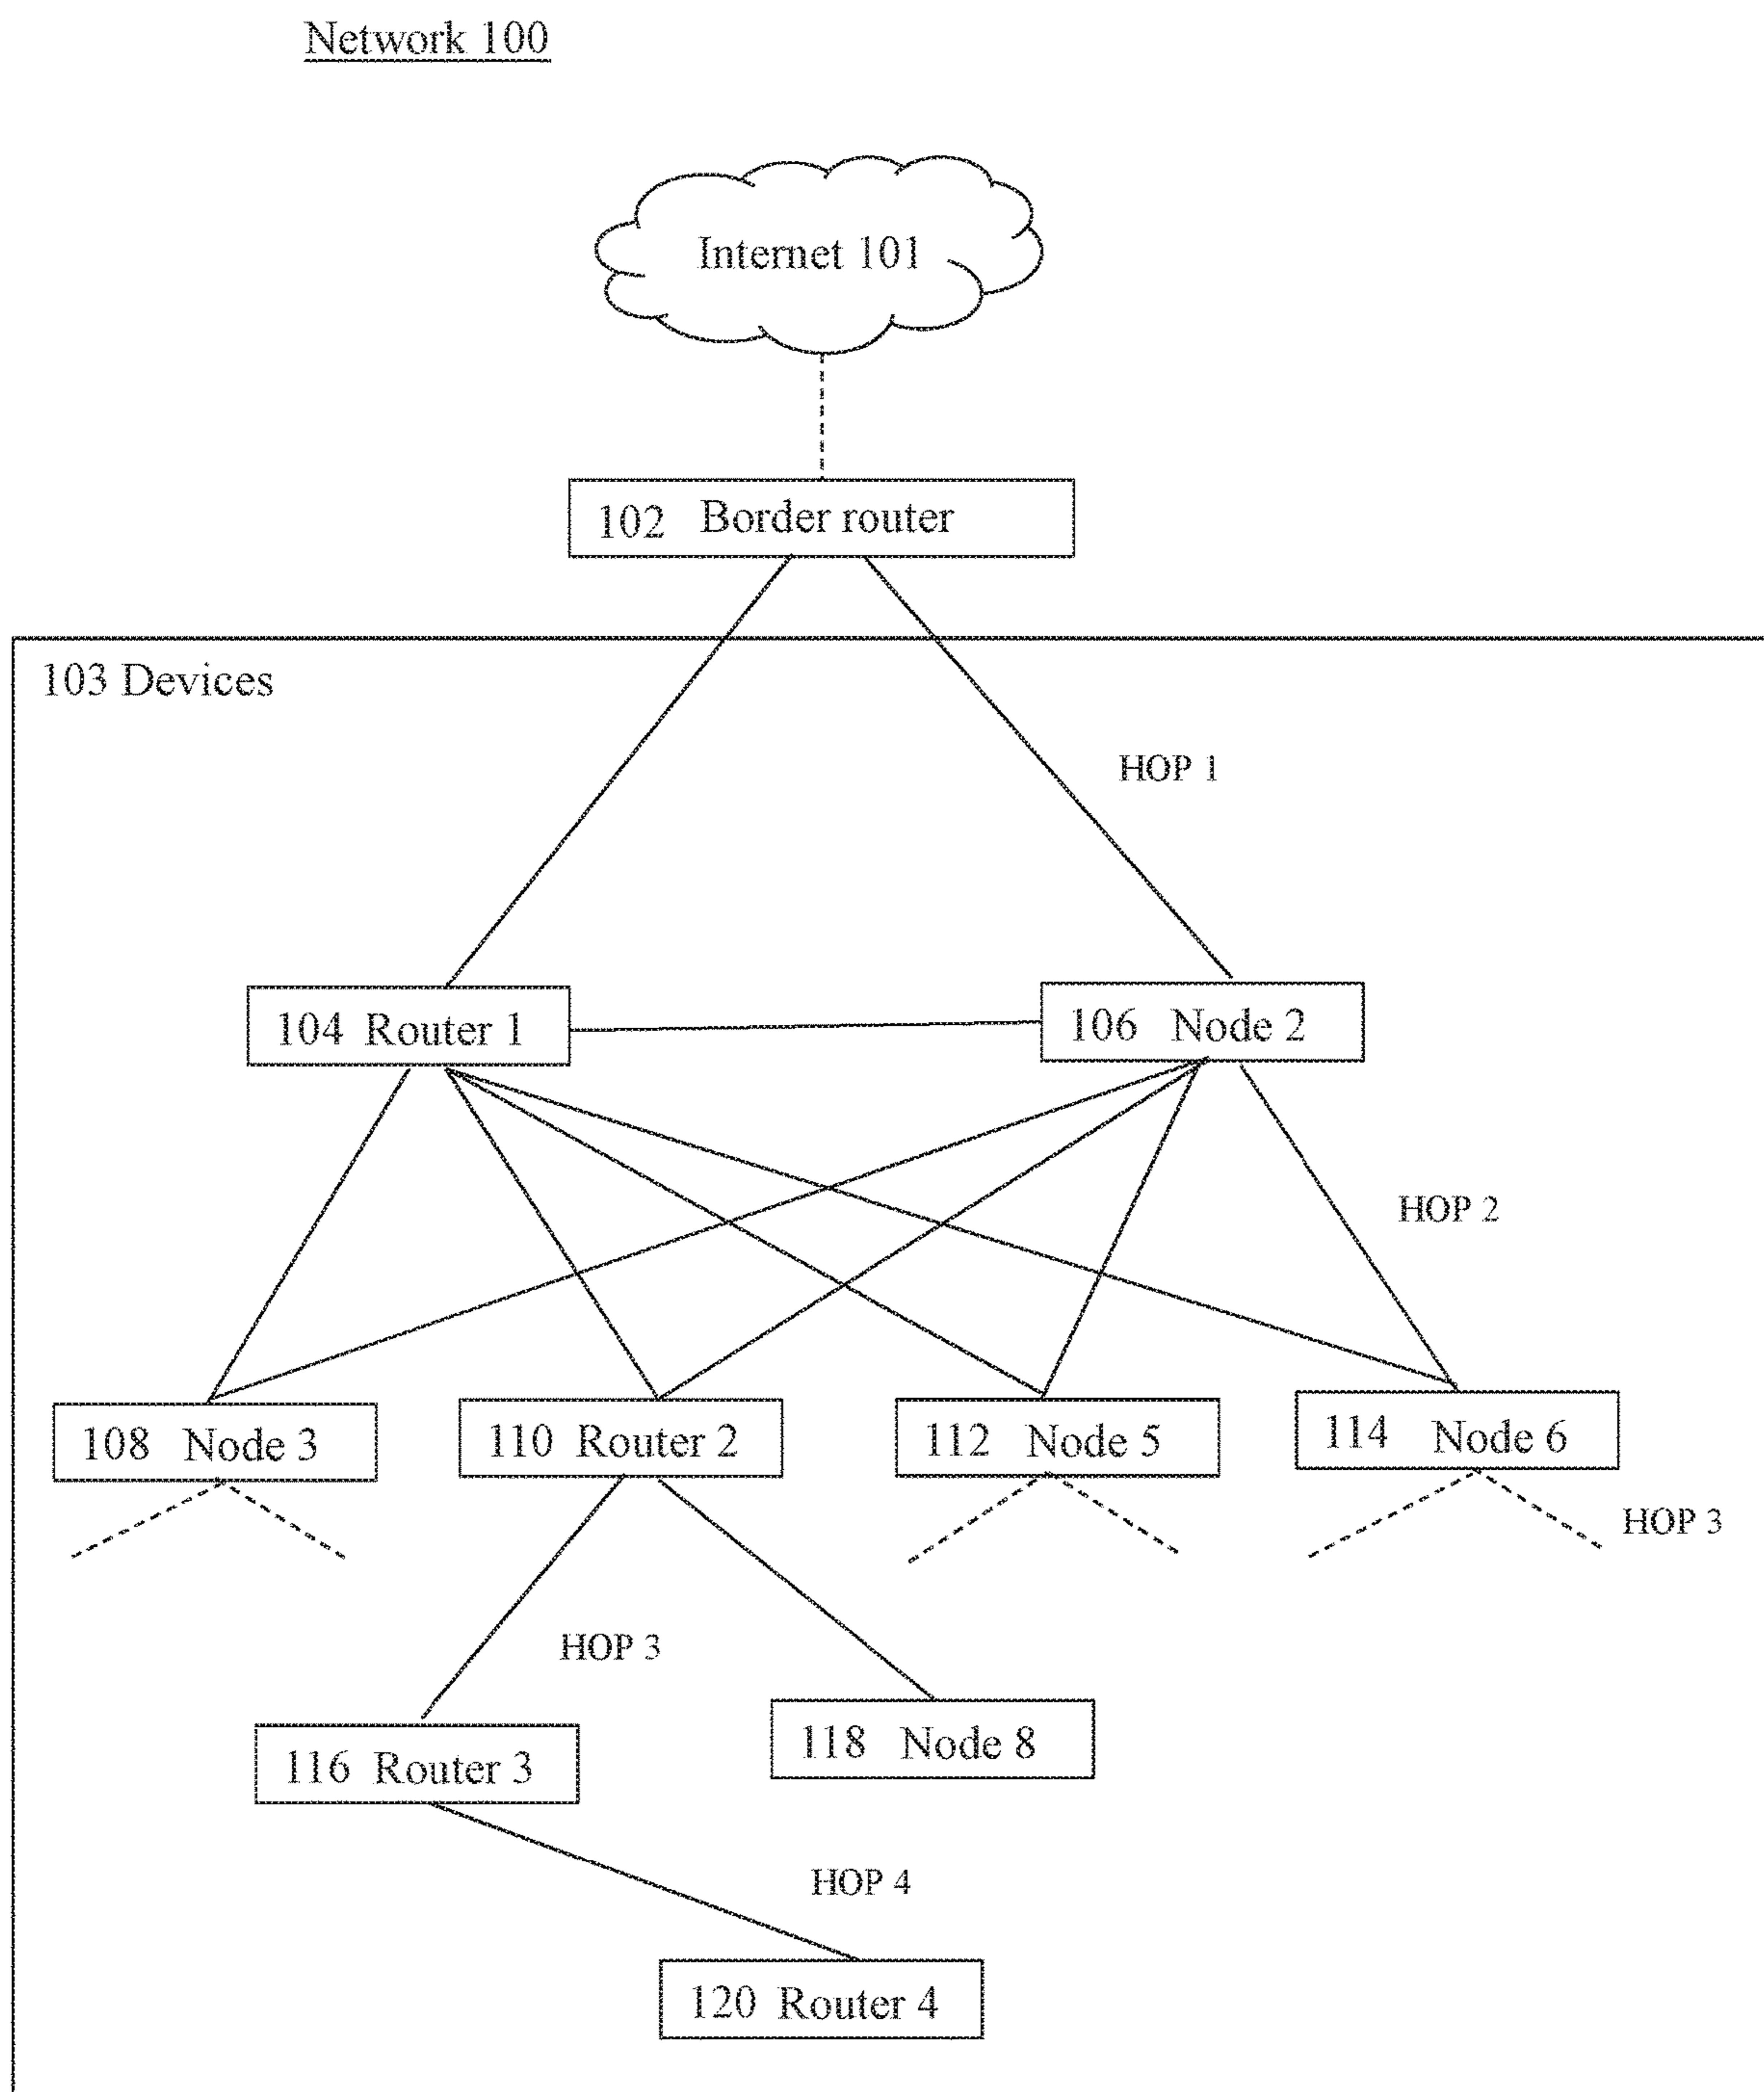 Network 100
Internet 101
102 Border router
103 Devices
HOP 1
104 Router 1
106 Node 2
HOP 2
108 Node 3
110 Router 2
112 Node 5
114 Node 6
HOP 3
HOP 3
116 Router 3
118 Node 8
HOP 4
120 Router 4